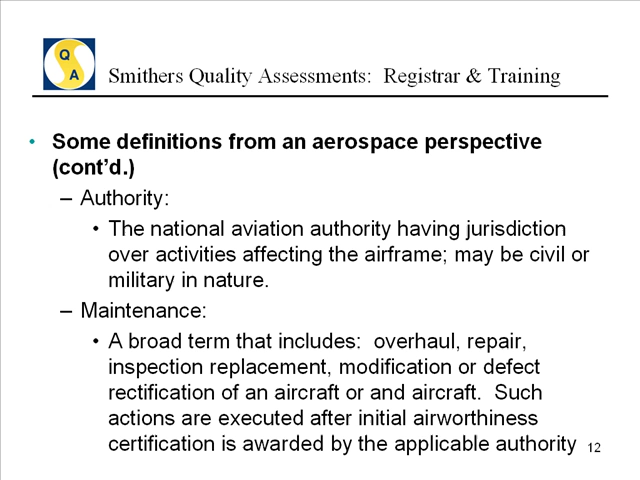 Q
A
Smithers Quality Assessments:  Registrar & Training
• Some definitions from an aerospace perspective
(cont’d.)
– Authority:
• The national aviation authority having jurisdiction
over activities affecting the airframe; may be civil or
military in nature.
– Maintenance:
• A broad term that includes:  overhaul, repair,
inspection replacement, modification or defect
rectification of an aircraft or and aircraft.  Such
actions are executed after initial airworthiness
certification is awarded by the applicable authority
12